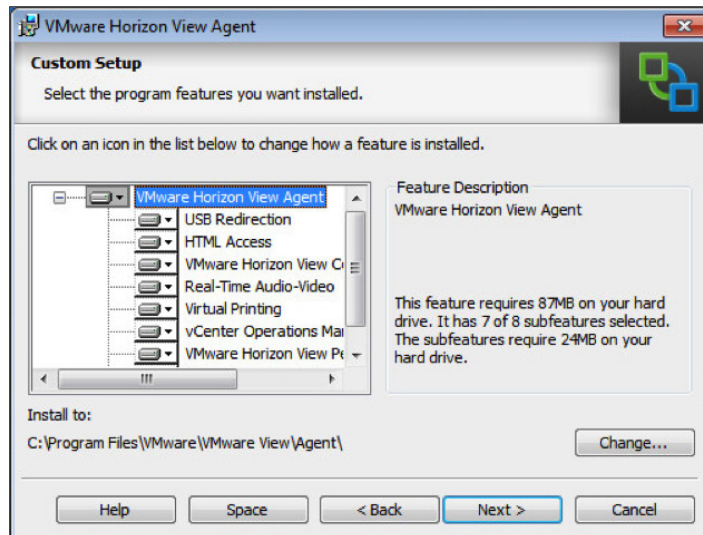 VMware Horizon View Agent
Custom Setup
Select the program features you want installed.
Click on an icon in the list below to change how a feature is installed.
VMware Horizon View Agent
USB Redirection
HTML Access
VMware Horizon View C
Real-Time Audio-Video
Virtual Printing
vCenter Operations Ma
VMware Horizon View Pe
Feature Description
VMware Horizon View Agent
This feature requires 87MB on your hard
drive. It has 7 of 8 subfeatures selected.
The subfeatures require 24MB on your
hard drive.
Install to:
C:\Program Files\VMware\VMware View\Agent\
Change...
Help
Space
< Back
Next >
Cancel